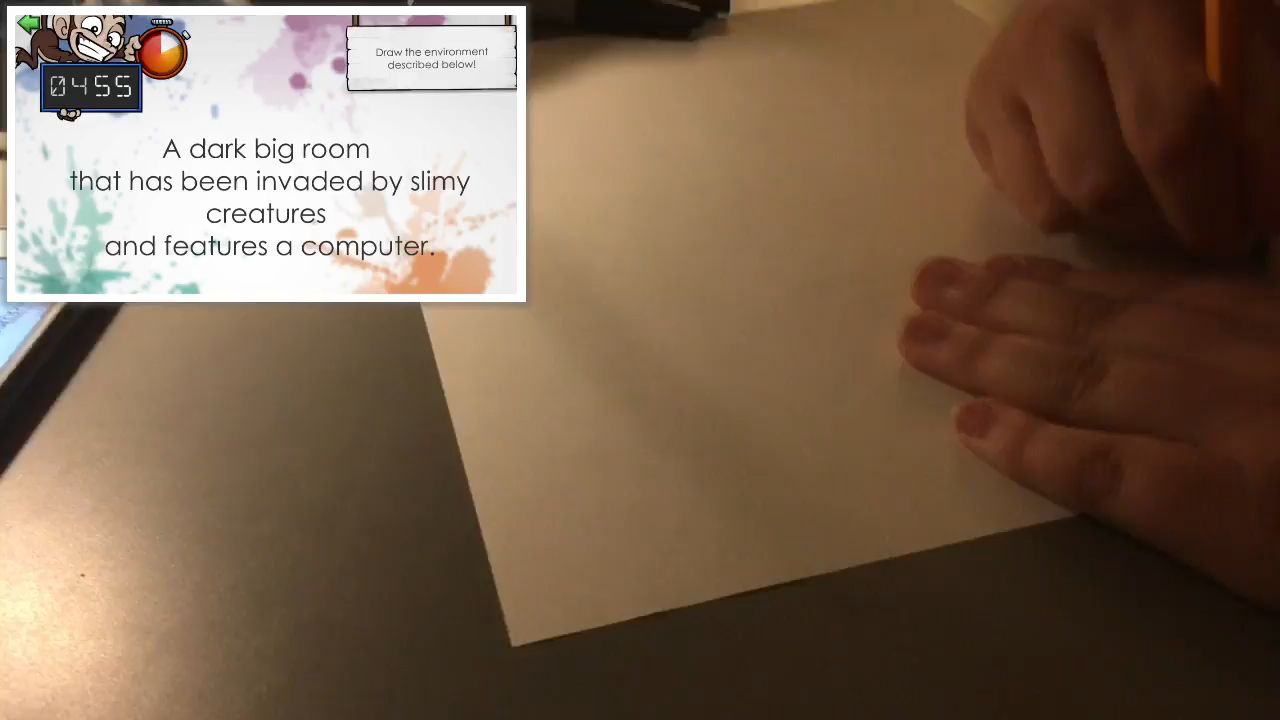 0455
Draw the environment
described below!
A dark big room
that has been invaded by slimy
creatures
and features a computer.